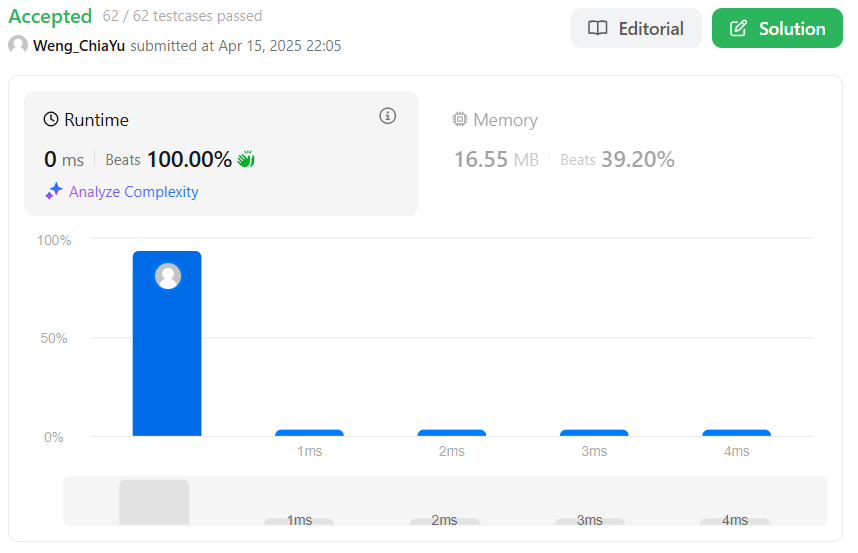 Accepted 62 / 62 testcases passed
Weng_ChiaYu submitted at Apr 15, 2025 22:05
Editorial
Solution
Runtime
0 ms Beats 100.00%
Analyze Complexity
Memory
16.55 MB Beats 39.20%
100%
50%
0%
1ms 2ms 3ms 4ms
1ms 2ms 3ms 4ms